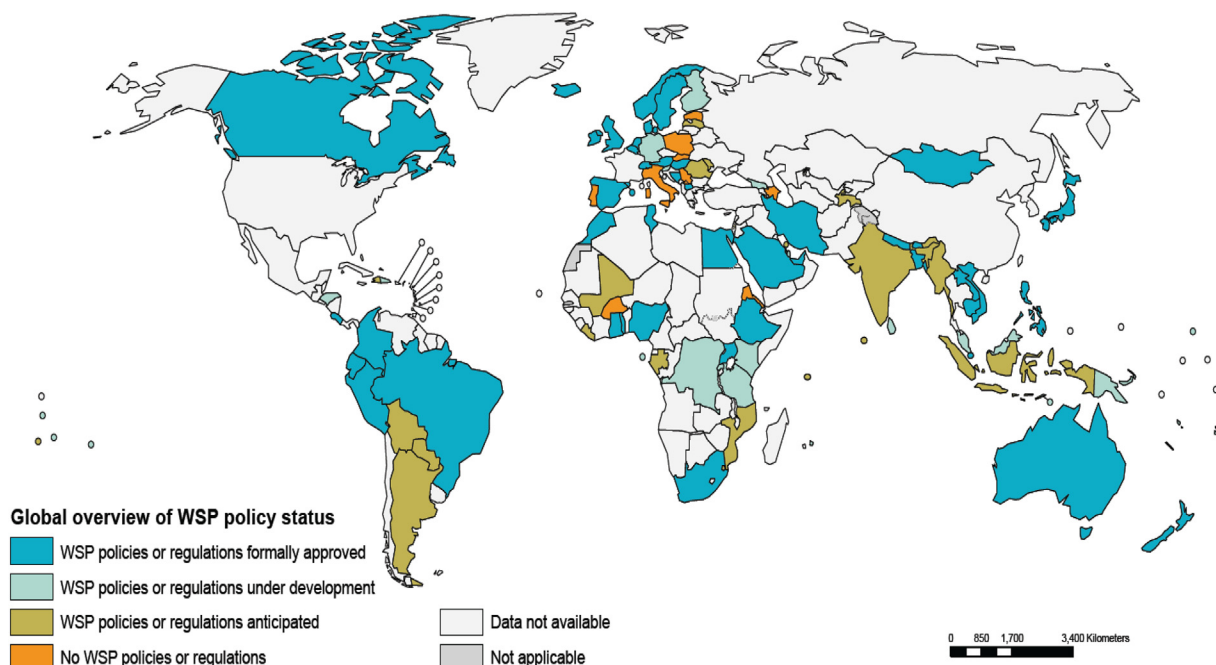 Global overview of WSP policy status
WSP policies or regulations formally approved
WSP policies or regulations under development
WSP policies or regulations anticipated
No WSP policies or regulations
Data not available
Not applicable
0 850 1,700 3,400 Kilometers